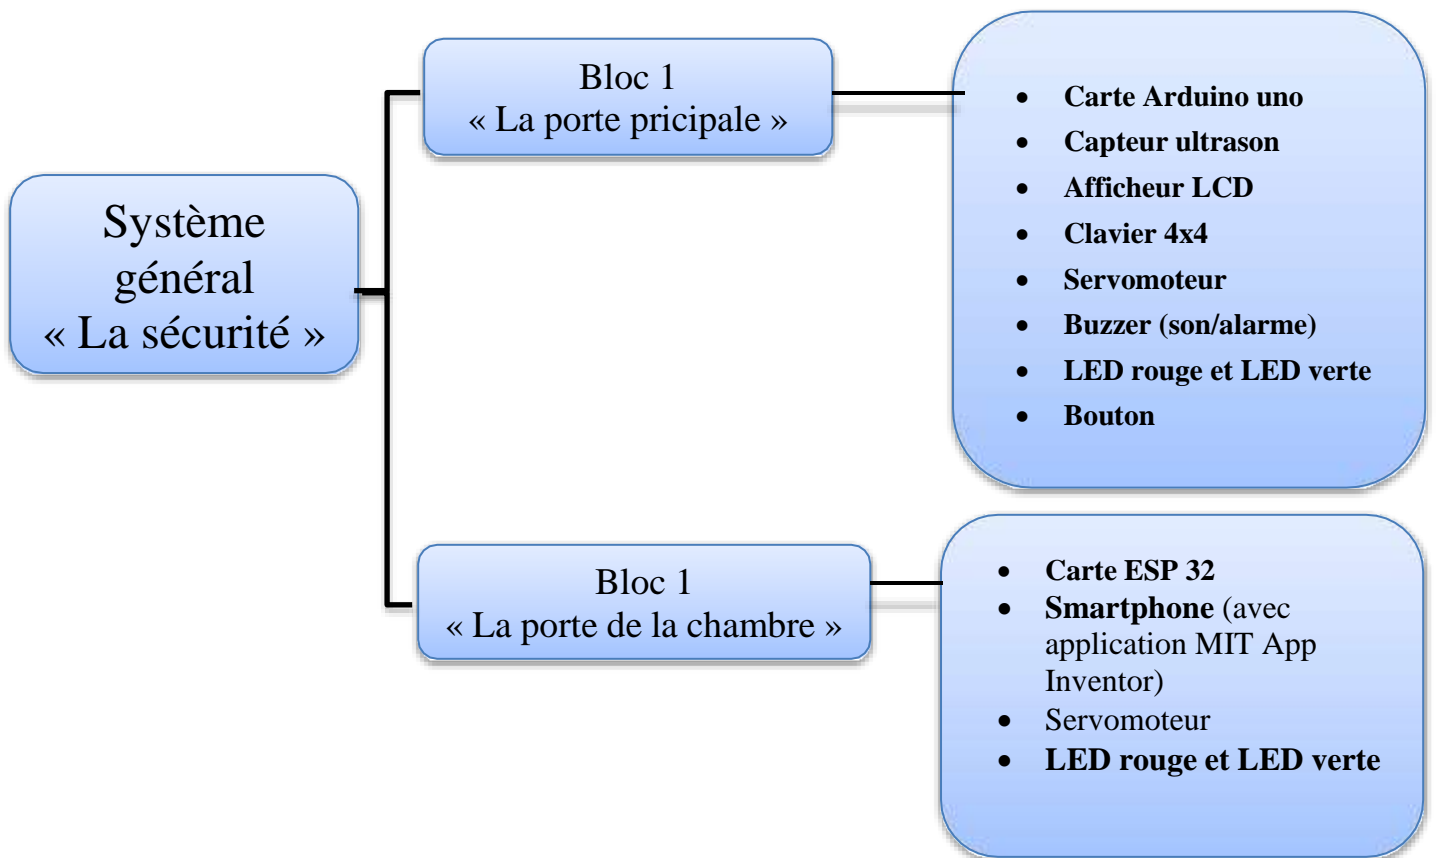 Système
général
« La sécurité »
Bloc 1
« La porte pricipale »
• Carte Arduino uno
• Capteur ultrason
• Afficheur LCD
• Clavier 4x4
• Servomoteur
• Buzzer (son/alarme)
• LED rouge et LED verte
• Bouton
Bloc 1
« La porte de la chambre »
• Carte ESP 32
• Smartphone (avec
application MIT App
Inventor)
• Servomoteur
• LED rouge et LED verte